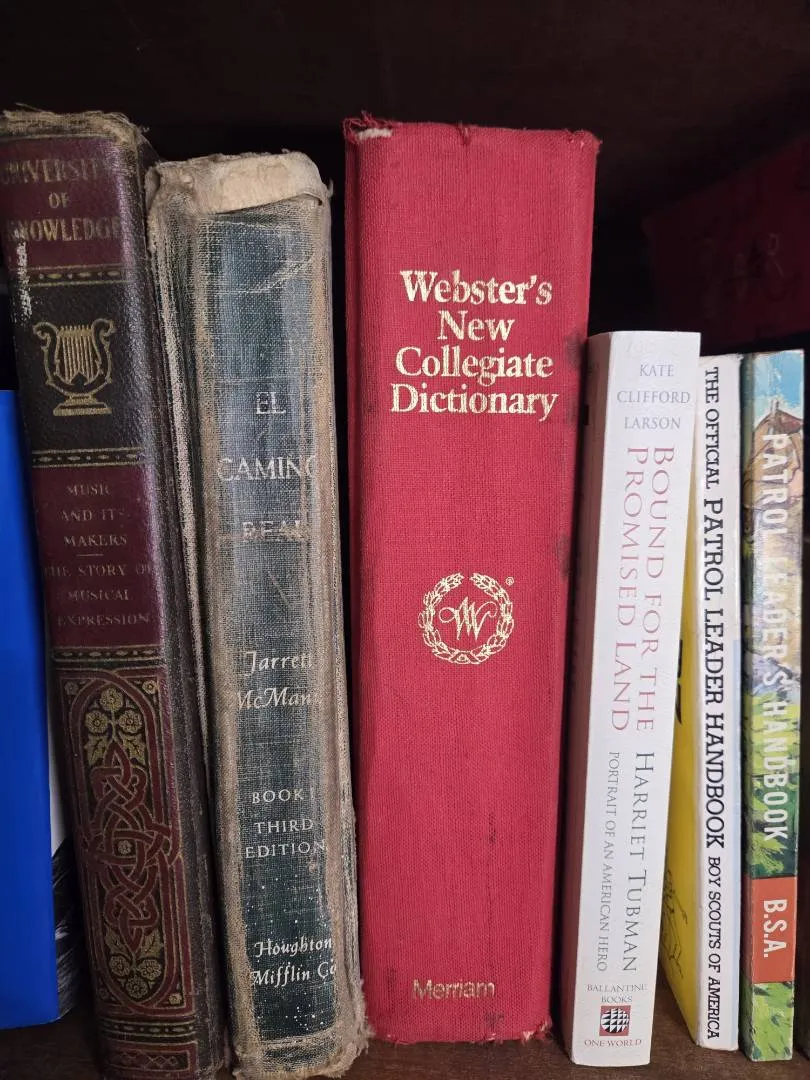 UNIVERSITY
OF
KNOWLEDGE
MUSIC
AND ITS
MAKERS
THE STORY OF
MUSICAL
EXPRESSION
EL
CAMINO
REAL
Jarrett
McManus
BOOK I
THIRD
EDITION
Houghton
Mifflin Co
Webster's
New
Collegiate
Dictionary
W
®
Merriam
KATE
CLIFFORD
LARSON
BOUND FOR THE
PROMISED LAND
HARRIET TUBMAN
PORTRAIT OF AN AMERICAN HERO
BALLANTINE
BOOKS
ONE WORLD
THE OFFICIAL PATROL LEADER HANDBOOK BOY SCOUTS OF AMERICA
PATROL LEADER'S HANDBOOK B.S.A.